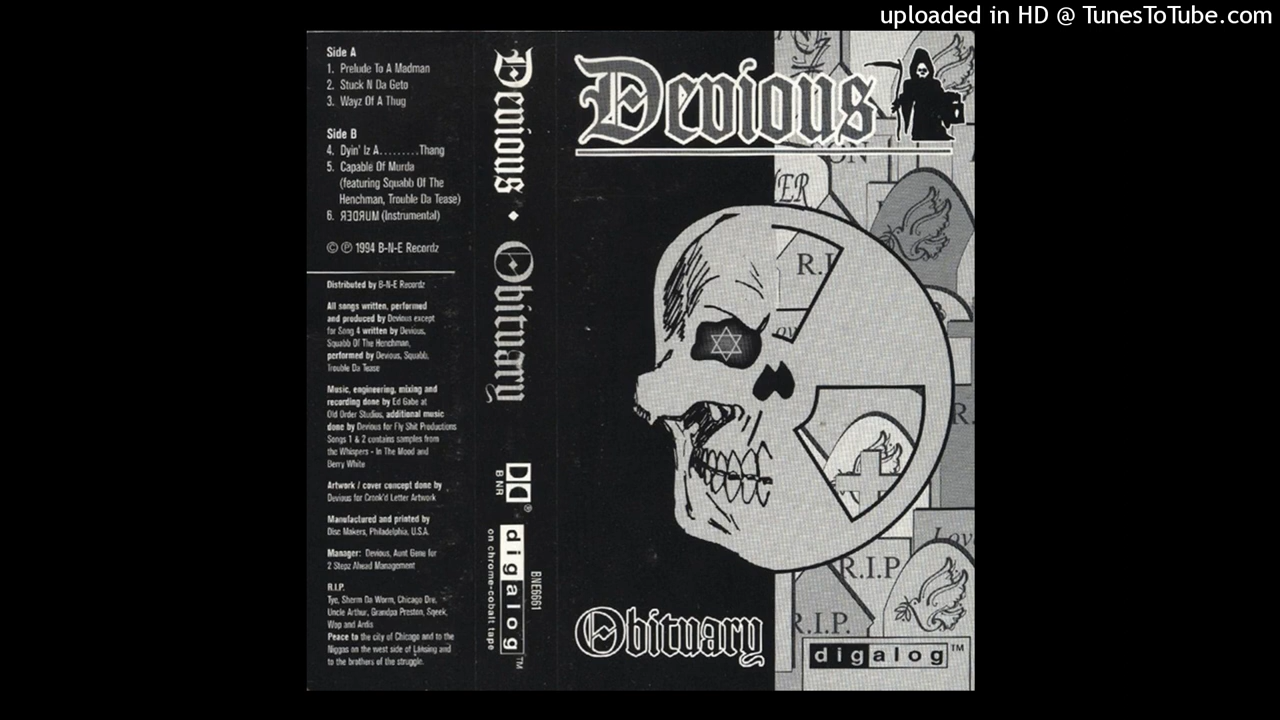 uploaded in HD @ TunesToTube.com
Side A
1. Prelude To A Madman
2. Stuck N Da Geto
3. Wayz Of A Thug
Side B
4. Dyin' Iz A.........Thang
5. Capable Of Murda
(featuring Squabb Of The
Henchman, Trouble Da Tease)
6. ЯƎᗡЯUM (Instrumental)
© ℗ 1994 B-N-E Recordz
Distributed by B-N-E Recordz
All songs written, performed
and produced by Devious except
for Song 4 written by Devious,
Squabb Of The Henchman,
performed by Devious, Squabb,
Trouble Da Tease
Music, engineering, mixing and
recording done by Ed Gabe at
Old Order Studios, additional music
done by Devious for Fly Shit Productions
Songs 1 & 2 contains samples from
the Whispers - In The Mood and
Berry White
Artwork / cover concept done by
Devious for Crook'd Letter Artwork
Manufactured and printed by
Disc Makers, Philadelphia, U.S.A.
Manager: Devious, Aunt Gene for
2 Stepz Ahead Management
R.I.P.
Tye, Sherm Da Worm, Chicago Dre,
Uncle Arthur, Grandpa Preston, Sqeek,
Wop and Ardis
Peace to the city of Chicago and to the
Niggas on the west side of Lansing and
to the brothers of the struggle.
Devious • Obituary
BNR
®
digalog™
on chrome-cobalt tape
BNE6661
Devious
R.I
R.
Lov
R.I.P
R.I.P.
Obituary
digalog™